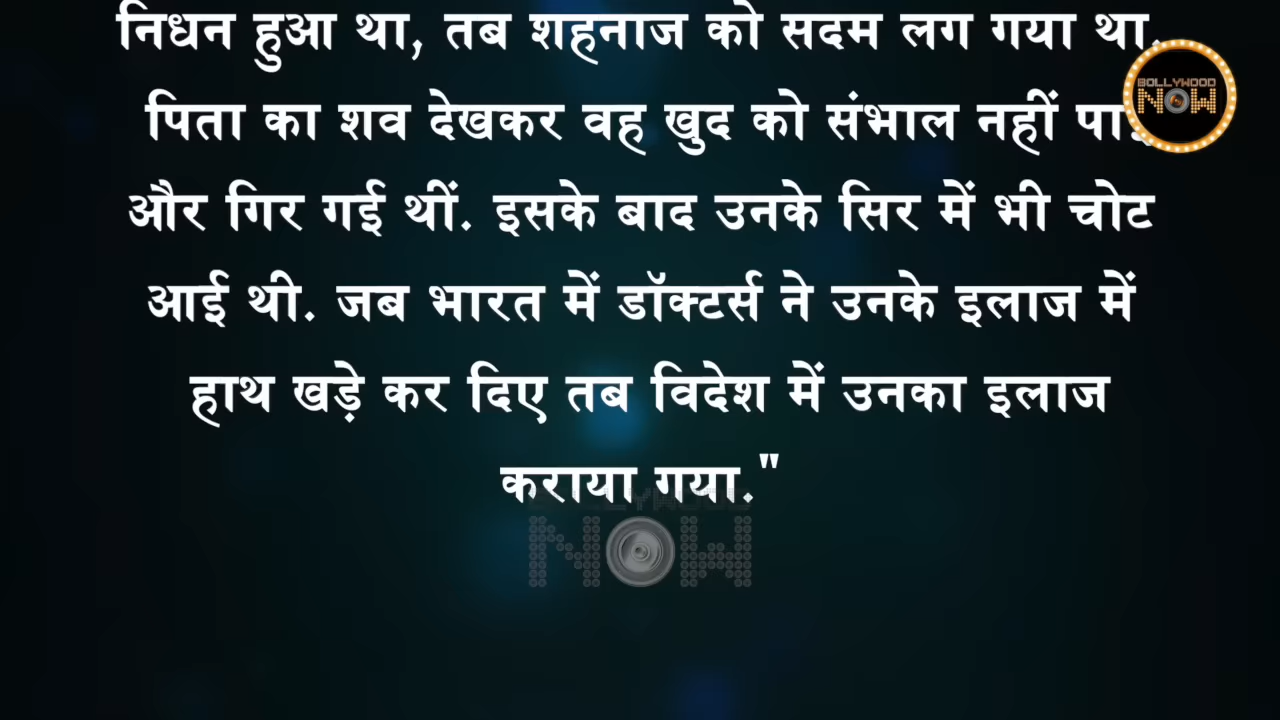 निधन हुआ था, तब शहनाज को सदम लग गया था.
पिता का शव देखकर वह खुद को संभाल नहीं
और गिर गई थीं. इसके बाद उनके सिर में भी चोट
आई थी. जब भारत में डॉक्टर्स ने उनके इलाज में
हाथ खड़े कर दिए तब विदेश में उनका इलाज
कराया गया."
BOLLYWOOD
NOW
BOLLYWOOD
NOW